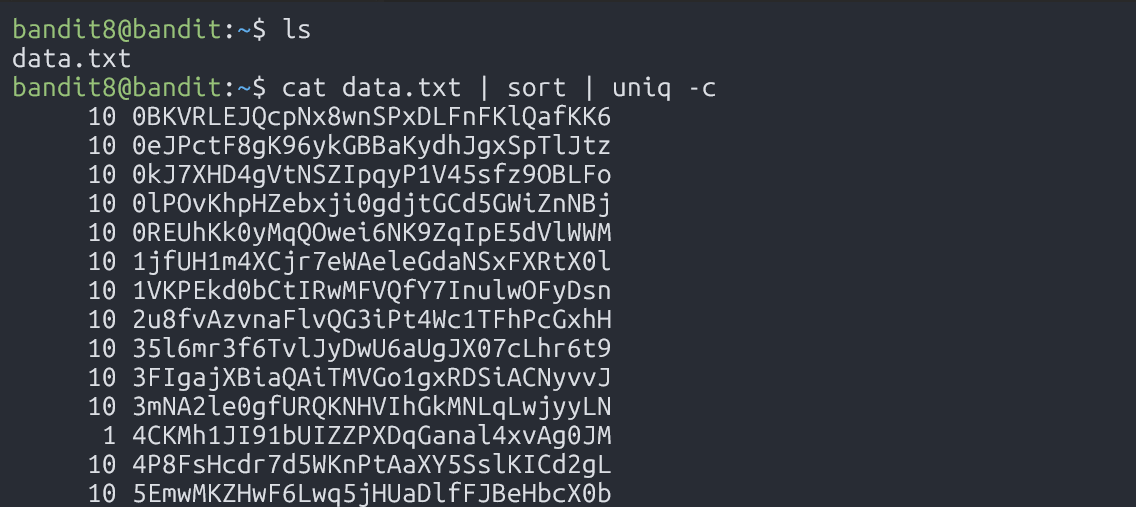 bandit8@bandit:~$ ls
data.txt
bandit8@bandit:~$ cat data.txt | sort | uniq -c
10 0BKVRLEJQcpNx8wnSPxDLFnFKlQafKK6
10 0eJPctF8gK96ykGBBaKydhJgxSpTlJtz
10 0kJ7XHD4gVtNSZIpqyP1V45sfz9OBLFo
10 0lPOvKhpHZebxji0gdjtGCd5GWiZnNBj
10 0REUhKk0yMqQOwei6NK9ZqIpE5dVlWWM
10 1jfUH1m4XCjr7eWAeleGdaNSxFXRtX0l
10 1VKPEkd0bCtIRwMFVQfY7InulwOFyDsn
10 2u8fvAzvnaFlvQG3iPt4Wc1TFhPcGxhH
10 35l6mr3f6TvlJyDwU6aUgJX07cLhr6t9
10 3FIgajXBiaQAiTMVGo1gxRDSiACNyvvJ
10 3mNA2le0gfURQKNHVIhGkMNLqLwjyyLN
1 4CKMh1JI91bUIZZPXDqGanal4xvAg0JM
10 4P8FsHcdr7d5WKnPtAaXY5SslKICd2gL
10 5EmwMKZHwF6Lwq5jHUaDlfFJBeHbcX0b